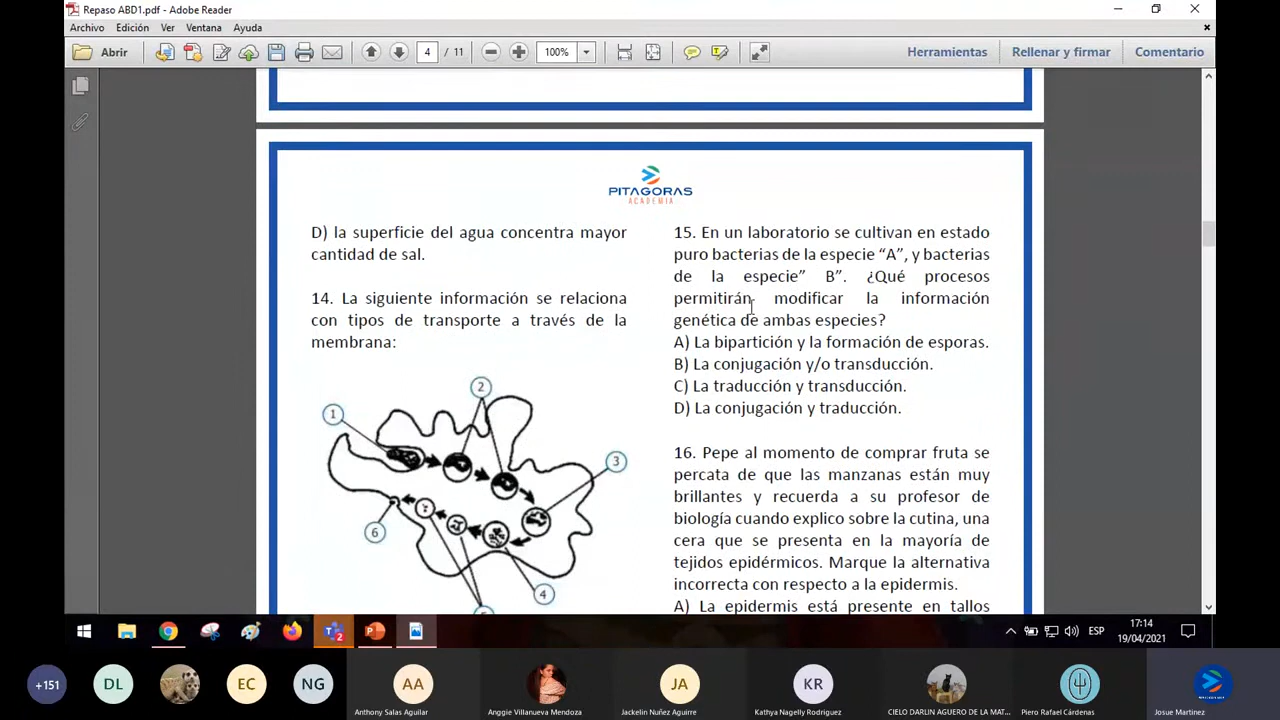 Repaso ABD1.pdf - Adobe Reader
Archivo Edición Ver Ventana Ayuda
Abrir 4 / 11 100% Herramientas Rellenar y firmar Comentario
PITAGORAS
ACADEMIA
D) la superficie del agua concentra mayor
cantidad de sal.
14. La siguiente información se relaciona
con tipos de transporte a través de la
membrana:
1
2
3
4
5
6
15. En un laboratorio se cultivan en estado
puro bacterias de la especie “A”, y bacterias
de la especie” B”. ¿Qué procesos
permitirán modificar la información
genética de ambas especies?
A) La bipartición y la formación de esporas.
B) La conjugación y/o transducción.
C) La traducción y transducción.
D) La conjugación y traducción.
16. Pepe al momento de comprar fruta se
percata de que las manzanas están muy
brillantes y recuerda a su profesor de
biología cuando explico sobre la cutina, una
cera que se presenta en la mayoría de
tejidos epidérmicos. Marque la alternativa
incorrecta con respecto a la epidermis.
A) La epidermis está presente en tallos
2 ESP 17:14
19/04/2021
+151 DL EC NG AA JA KR
Anthony Salas Aguilar Anggie Villanueva Mendoza Jackelin Nuñez Aguirre Kathya Nagelly Rodriguez CIELO DARLIN AGUERO DE LA MAT... Piero Rafael Cárdenas Josue Martinez